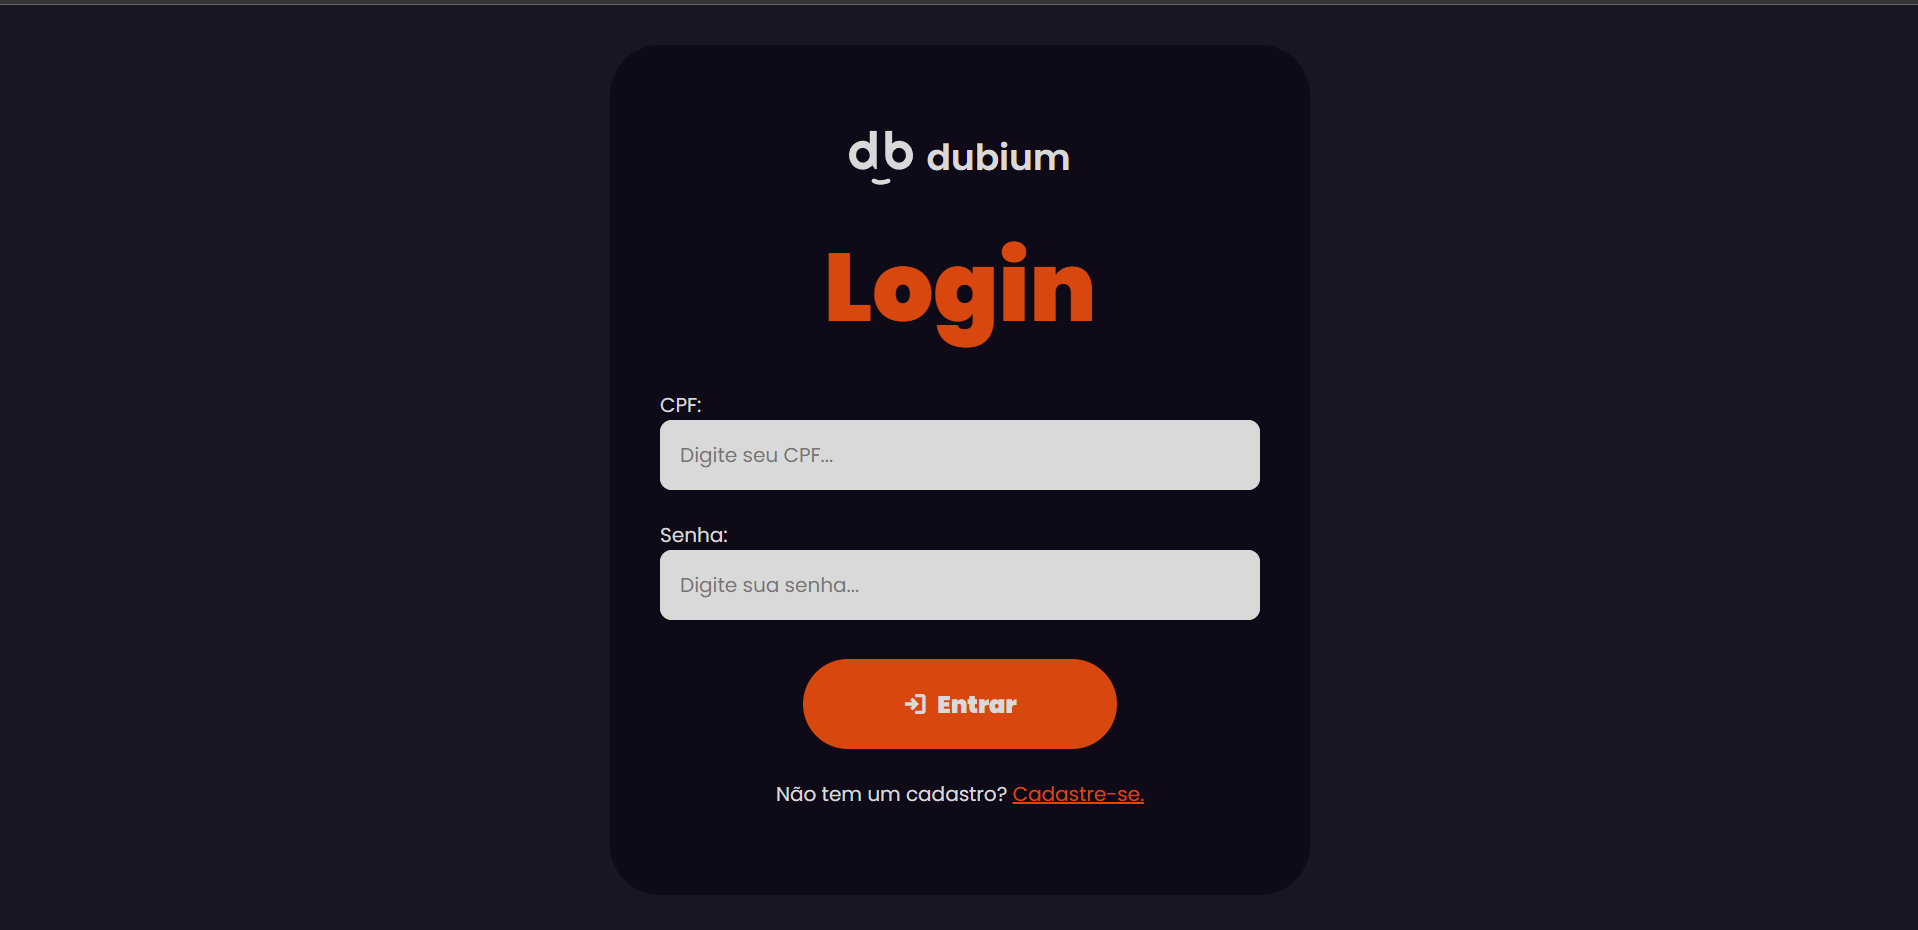 db dubium
Login
CPF:
Digite seu CPF...
Senha:
Digite sua senha...
Entrar
Não tem um cadastro? Cadastre-se.